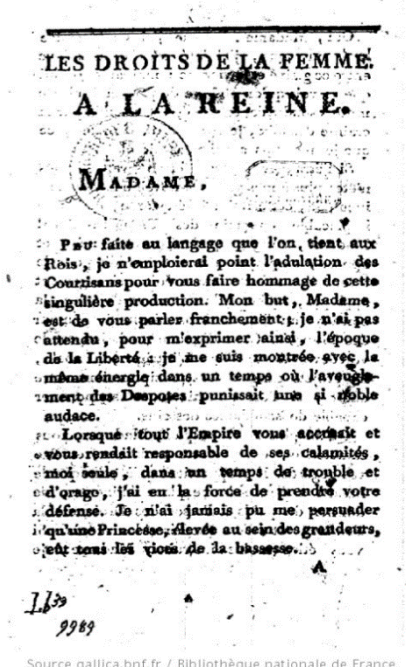 LES DROITS DE LA FEMME.
A LA REINE.
MADAME,
PEU faite au langage que l'on tient aux
Rois, je n'emploierai point l'adulation des
Courtisans pour vous faire hommage de cette
singulière production. Mon but, Madame,
est de vous parler franchement ; je n'ai pas
attendu, pour m'exprimer ainsi, l'époque
de la Liberté : je me suis montrée avec la
même énergie dans un temps où l'aveugle-
ment des Despotes punissait une si noble
audace.
Lorsque tout l'Empire vous accusait et
vous rendait responsable de ses calamités,
moi seule, dans un temps de trouble et
d'orage, j'ai eu la force de prendre votre
défense. Je n'ai jamais pu me persuader
qu'une Princesse, élevée au sein des grandeurs,
eût tous les vices de la bassesse.
A
Lb39
9989
Source gallica.bnf.fr / Bibliothèque nationale de France